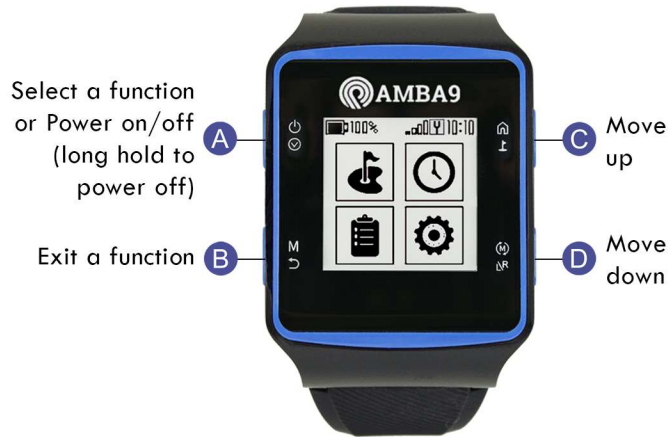 AMBA9
Select a function
or Power on/off
(long hold to
power off)
A
100%
10:10
C
Move
up
M
Exit a function
B
(M)
R
D
Move
down